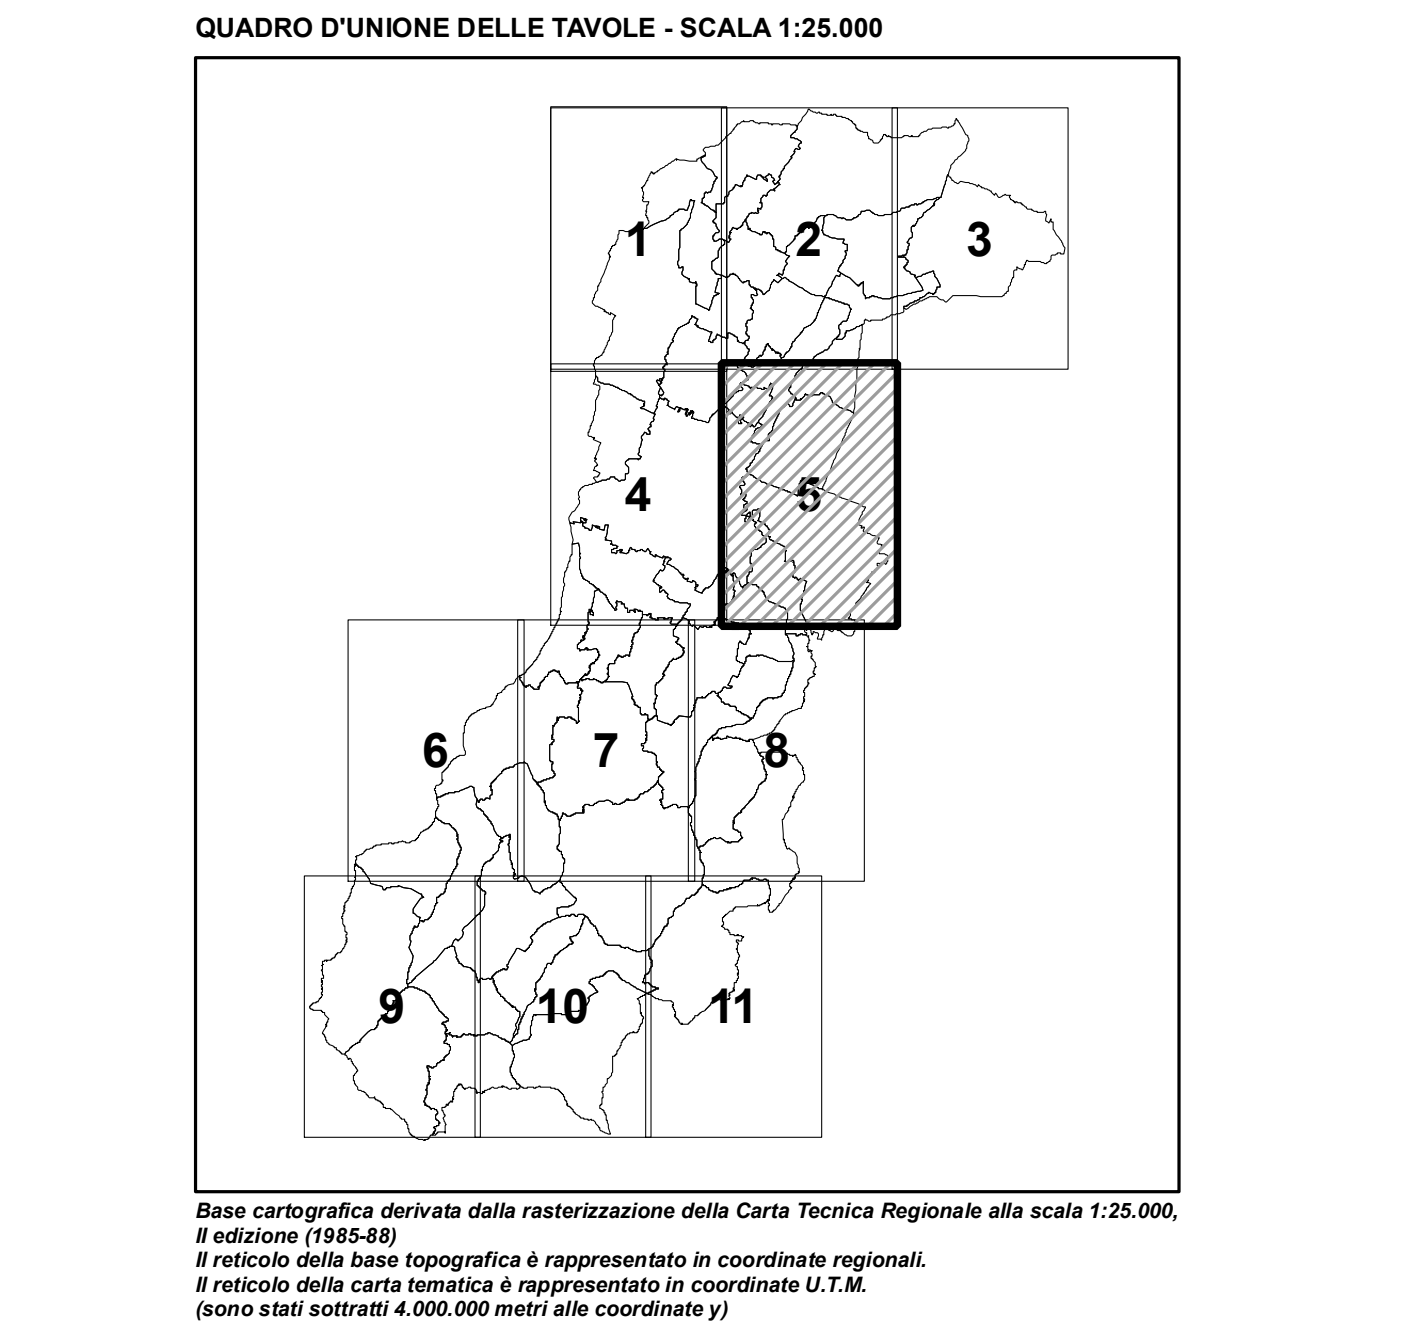 QUADRO D'UNIONE DELLE TAVOLE - SCALA 1:25.000
1
2
3
4
5
6
7
8
9
10
11
Base cartografica derivata dalla rasterizzazione della Carta Tecnica Regionale alla scala 1:25.000,
II edizione (1985-88)
Il reticolo della base topografica è rappresentato in coordinate regionali.
Il reticolo della carta tematica è rappresentato in coordinate U.T.M.
(sono stati sottratti 4.000.000 metri alle coordinate y)